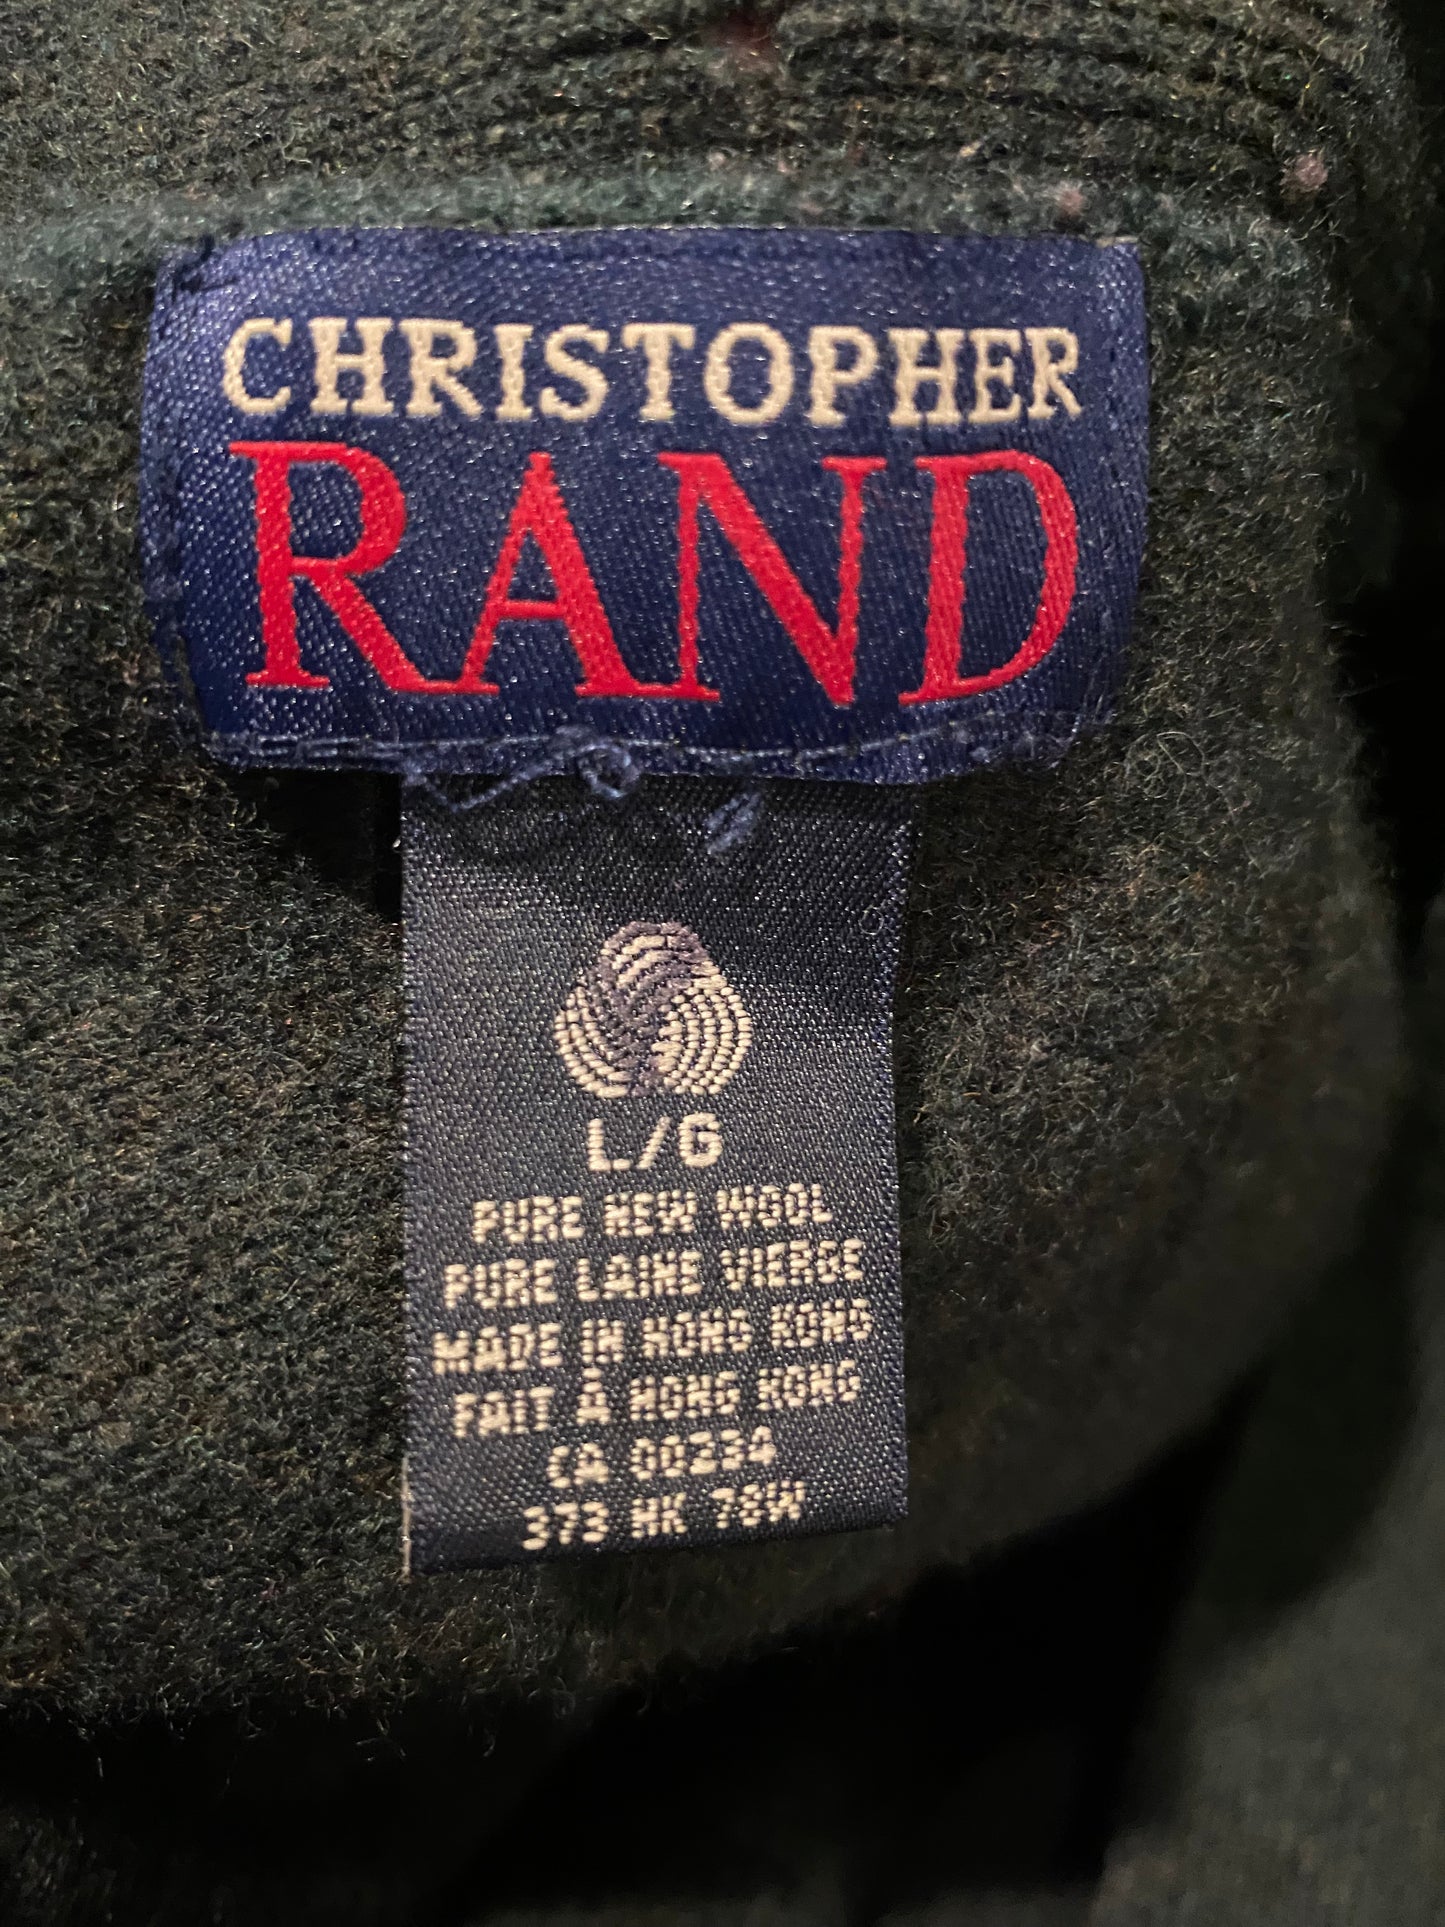 CHRISTOPHER
RAND
L/G
PURE NEW WOOL
PURE LAINE VIERGE
MADE IN HONG KONG
FAIT À HONG KONG
CA 00234
373 HK 78W